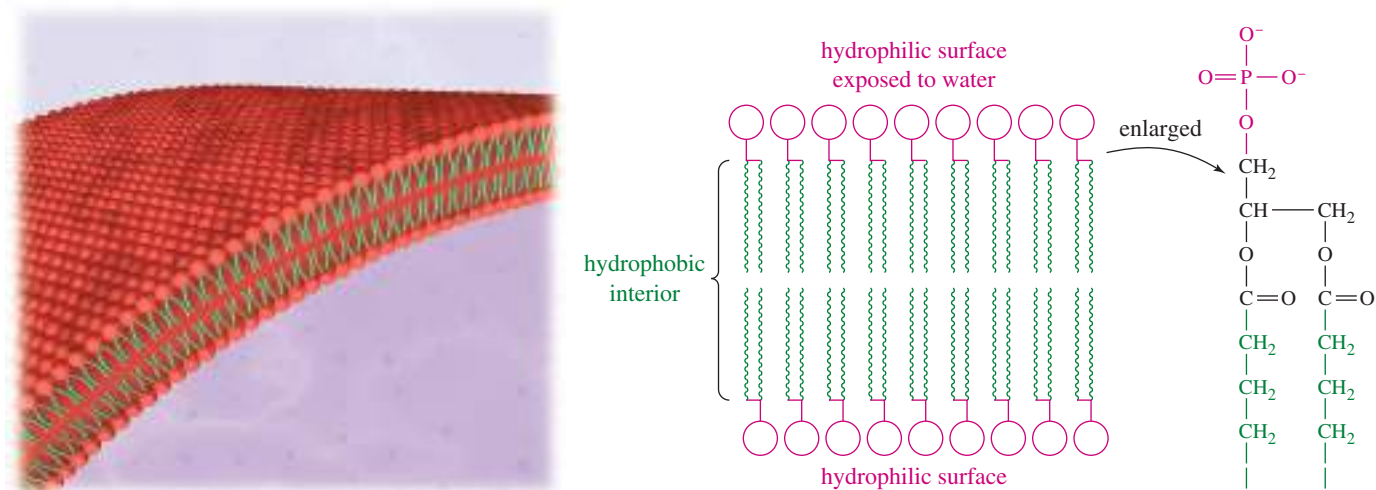 hydrophilic surface
exposed to water
enlarged
hydrophobic
interior
hydrophilic surface
O⁻
O=P—O⁻
O
CH₂
CH—CH₂
O O
C=O C=O
CH₂ CH₂
CH₂ CH₂
CH₂ CH₂